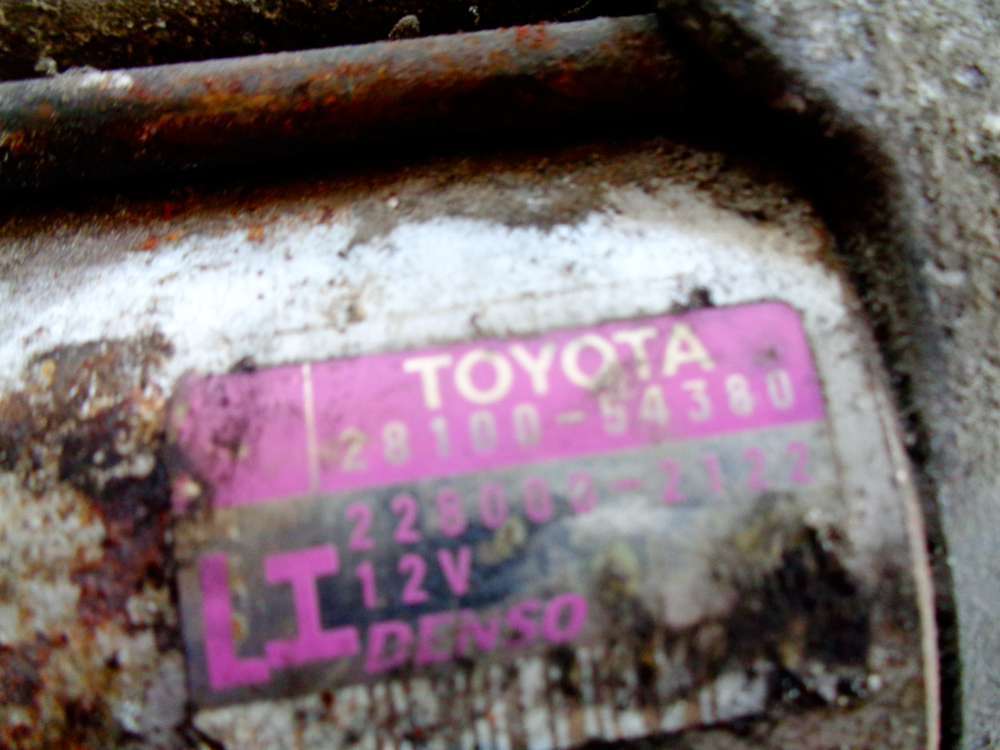 TOYOTA
28100-54380
228000-2122
LI
12V
DENSO